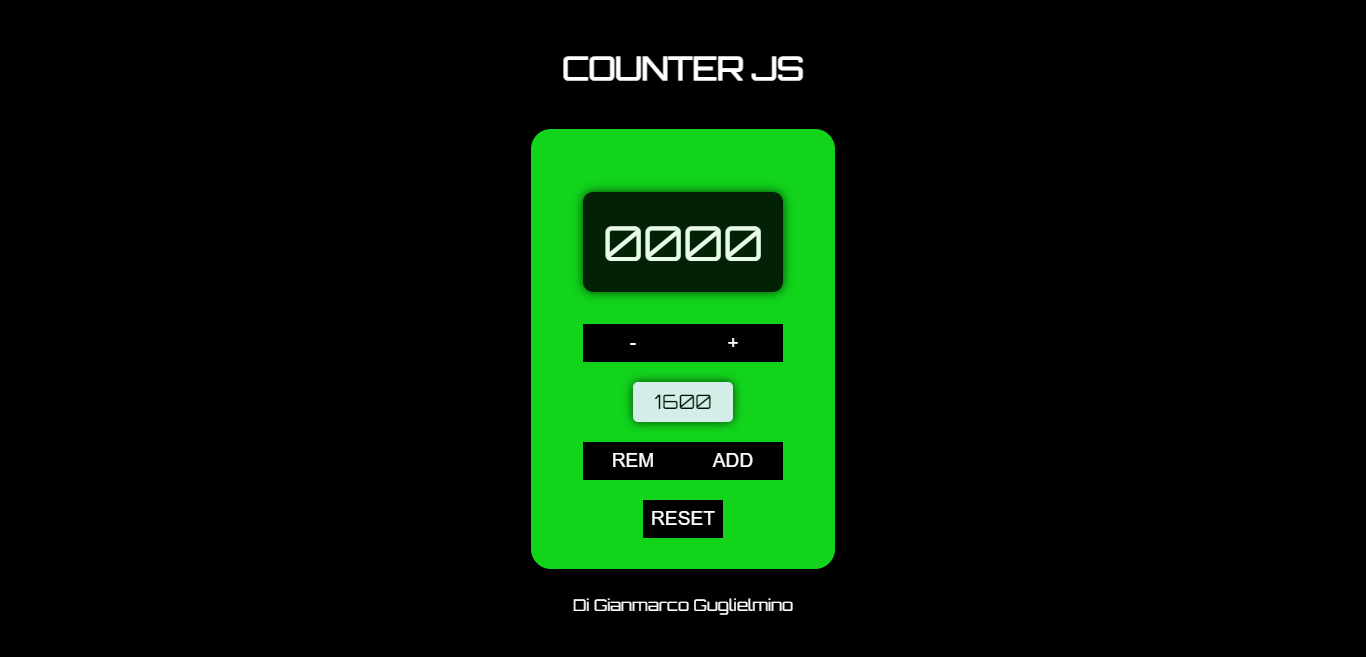 COUNTER JS
0000
- +
1600
REM ADD
RESET
Di Gianmarco Guglielmino